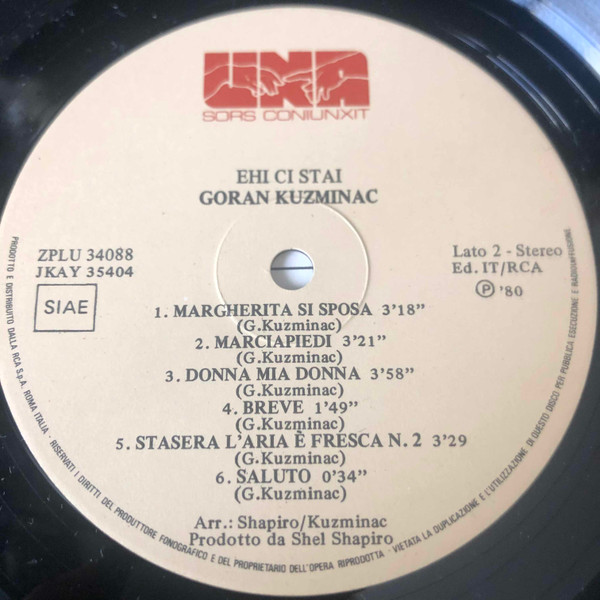 UNA
SORS CONIUNXIT
EHI CI STAI
GORAN KUZMINAC
ZPLU 34088
JKAY 35404
SIAE
Lato 2 - Stereo
Ed. IT/RCA
Ⓟ '80
1. MARGHERITA SI SPOSA 3'18"
(G.Kuzminac)
2. MARCIAPIEDI 3'21"
(G.Kuzminac)
3. DONNA MIA DONNA 3'58"
(G.Kuzminac)
4. BREVE 1'49"
(G.Kuzminac)
5. STASERA L'ARIA È FRESCA N. 2 3'29
(G.Kuzminac)
6. SALUTO 0'34"
(G.Kuzminac)
Arr.: Shapiro/Kuzminac
Prodotto da Shel Shapiro
PRODOTTO E DISTRIBUITO DALLA RCA S.p.A. ROMA ITALIA - RISERVATI I DIRITTI DEL PRODUTTORE FONOGRAFICO E DEL PROPRIETARIO DELL'OPERA RIPRODOTTA - VIETATA LA DUPLICAZIONE E L'UTILIZZAZIONE DI QUESTO DISCO PER PUBBLICA ESECUZIONE E RADIODIFFUSIONE